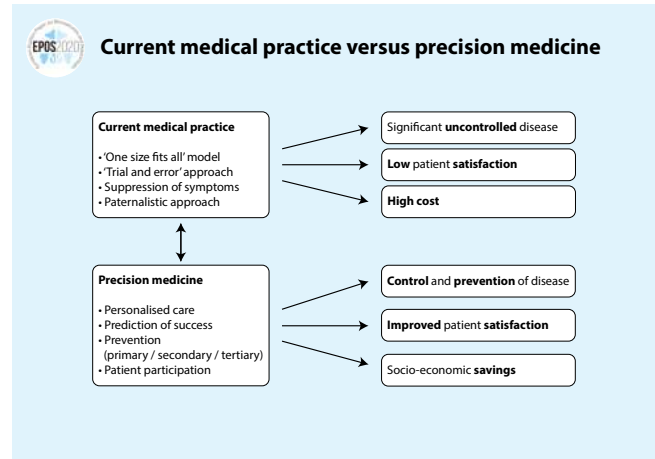 EPOS2020
Current medical practice versus precision medicine
Current medical practice
• 'One size fits all' model
• 'Trial and error' approach
• Suppression of symptoms
• Paternalistic approach
Significant uncontrolled disease
Low patient satisfaction
High cost
Precision medicine
• Personalised care
• Prediction of success
• Prevention
(primary / secondary / tertiary)
• Patient participation
Control and prevention of disease
Improved patient satisfaction
Socio-economic savings